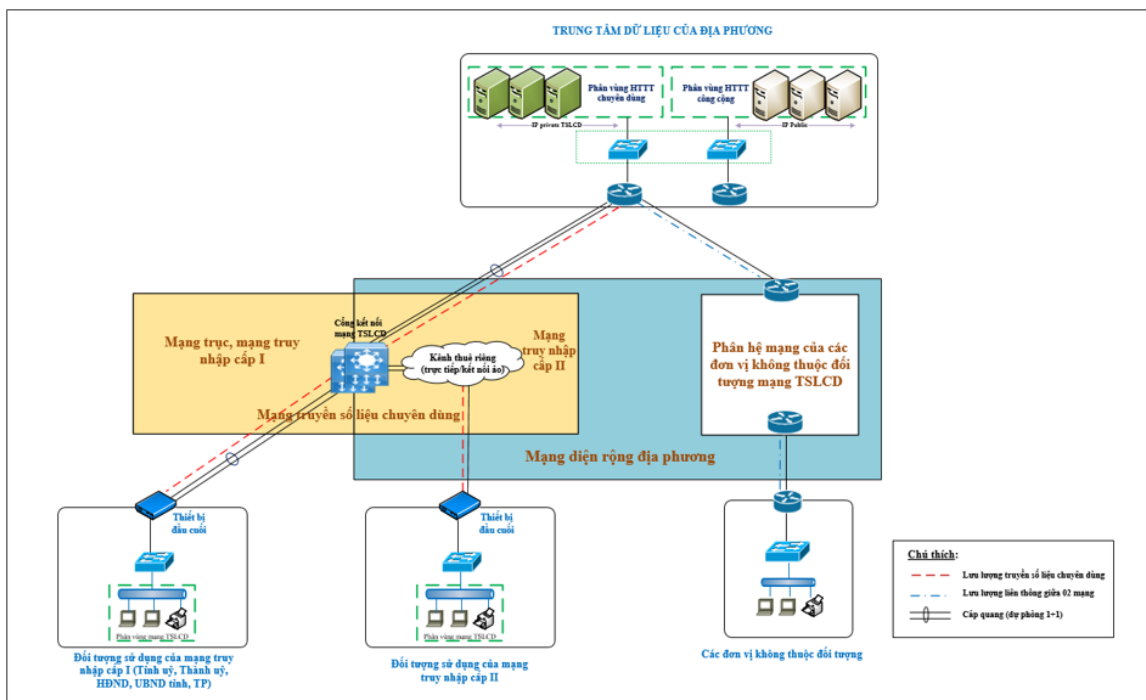 TRUNG TÂM DỮ LIỆU CỦA ĐỊA PHƯƠNG
Phân vùng HTTT
chuyên dùng
Phân vùng HTTT
công cộng
IP private TSLCD
IP Public
Cổng kết nối
mạng TSLCD
Mạng trục, mạng truy
nhập cấp I
Kênh thuê riêng
(trực tiếp/kết nối ảo)
Mạng
truy nhập
cấp II
Mạng truyền số liệu chuyên dùng
Phân hệ mạng của các
đơn vị không thuộc đối
tượng mạng TSLCD
Mạng diện rộng địa phương
Thiết bị
đầu cuối
Phân vùng mạng TSLCD
Đối tượng sử dụng của mạng truy
nhập cấp I (Tỉnh uỷ, Thành uỷ,
HĐND, UBND tỉnh, TP)
Thiết bị
đầu cuối
Phân vùng mạng TSLCD
Đối tượng sử dụng của mạng
truy nhập cấp II
Các đơn vị không thuộc đối tượng
Chú thích:
Lưu lượng truyền số liệu chuyên dùng
Lưu lượng liên thông giữa 02 mạng
Cáp quang (dự phòng 1+1)